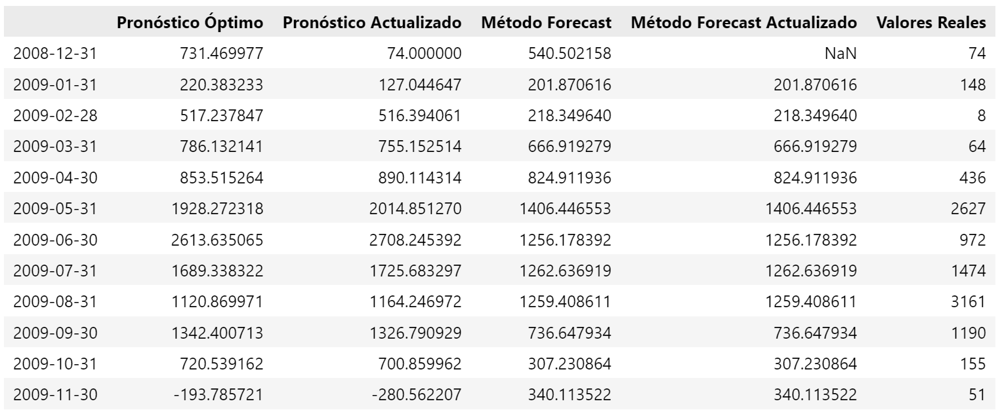 Pronóstico Óptimo Pronóstico Actualizado Método Forecast Método Forecast Actualizado Valores Reales
2008-12-31 731.469977 74.000000 540.502158 NaN 74
2009-01-31 220.383233 127.044647 201.870616 201.870616 148
2009-02-28 517.237847 516.394061 218.349640 218.349640 8
2009-03-31 786.132141 755.152514 666.919279 666.919279 64
2009-04-30 853.515264 890.114314 824.911936 824.911936 436
2009-05-31 1928.272318 2014.851270 1406.446553 1406.446553 2627
2009-06-30 2613.635065 2708.245392 1256.178392 1256.178392 972
2009-07-31 1689.338322 1725.683297 1262.636919 1262.636919 1474
2009-08-31 1120.869971 1164.246972 1259.408611 1259.408611 3161
2009-09-30 1342.400713 1326.790929 736.647934 736.647934 1190
2009-10-31 720.539162 700.859962 307.230864 307.230864 155
2009-11-30 -193.785721 -280.562207 340.113522 340.113522 51